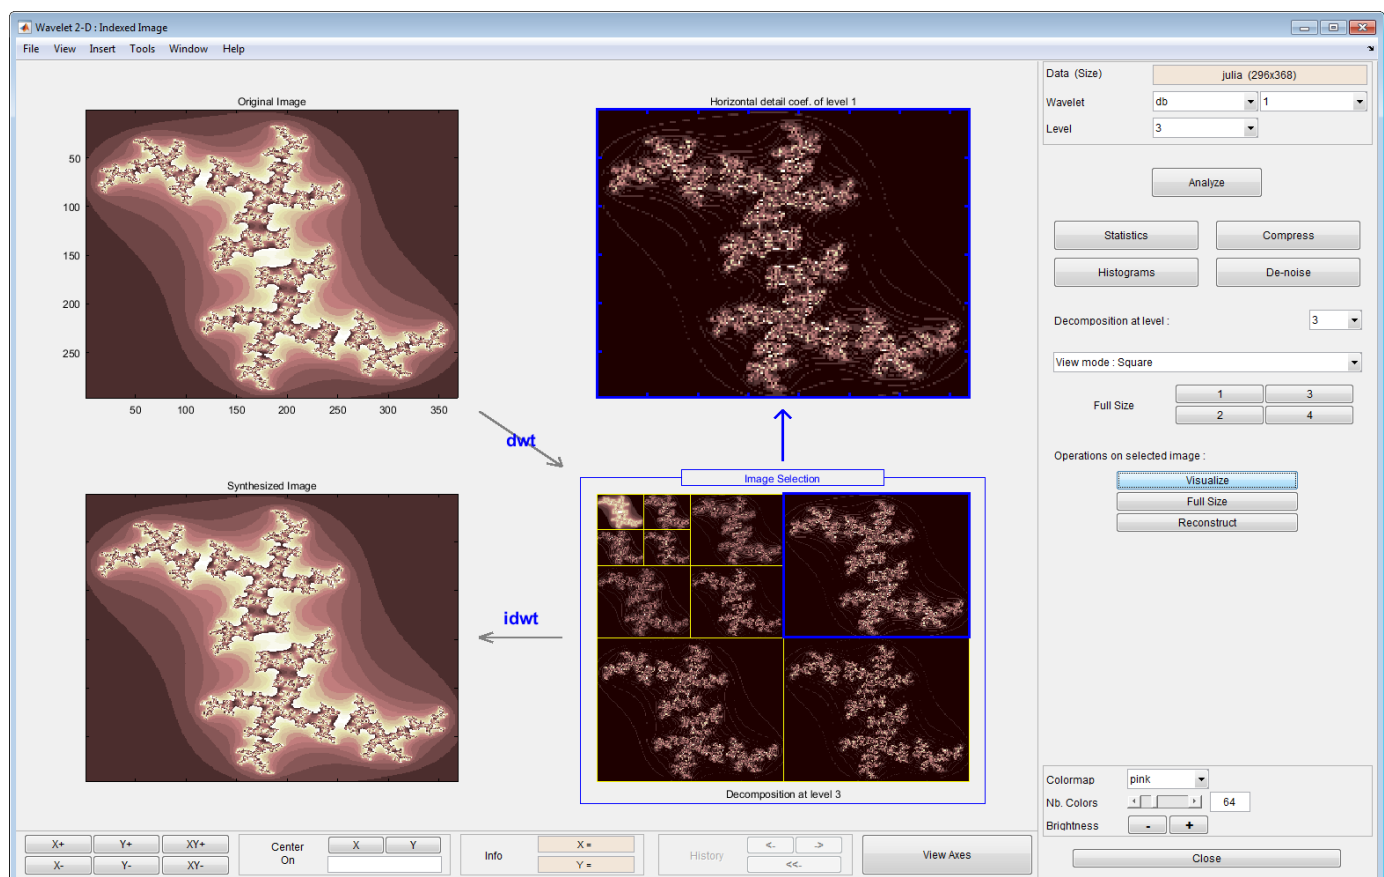 Wavelet 2-D : Indexed Image
File View Insert Tools Window Help
Original Image
50
100
150
200
250
50 100 150 200 250 300 350
Horizontal detail coef. of level 1
dwt
Image Selection
Synthesized Image
idwt
Decomposition at level 3
Data (Size) julia (296x368)
Wavelet db 1
Level 3
Analyze
Statistics Compress
Histograms De-noise
Decomposition at level : 3
View mode : Square
Full Size 1 3
2 4
Operations on selected image :
Visualize
Full Size
Reconstruct
Colormap pink
Nb. Colors 64
Brightness - +
Close
X+ Y+ XY+
X- Y- XY-
Center On X Y
Info X =
Y =
History <- ->
<<-
View Axes